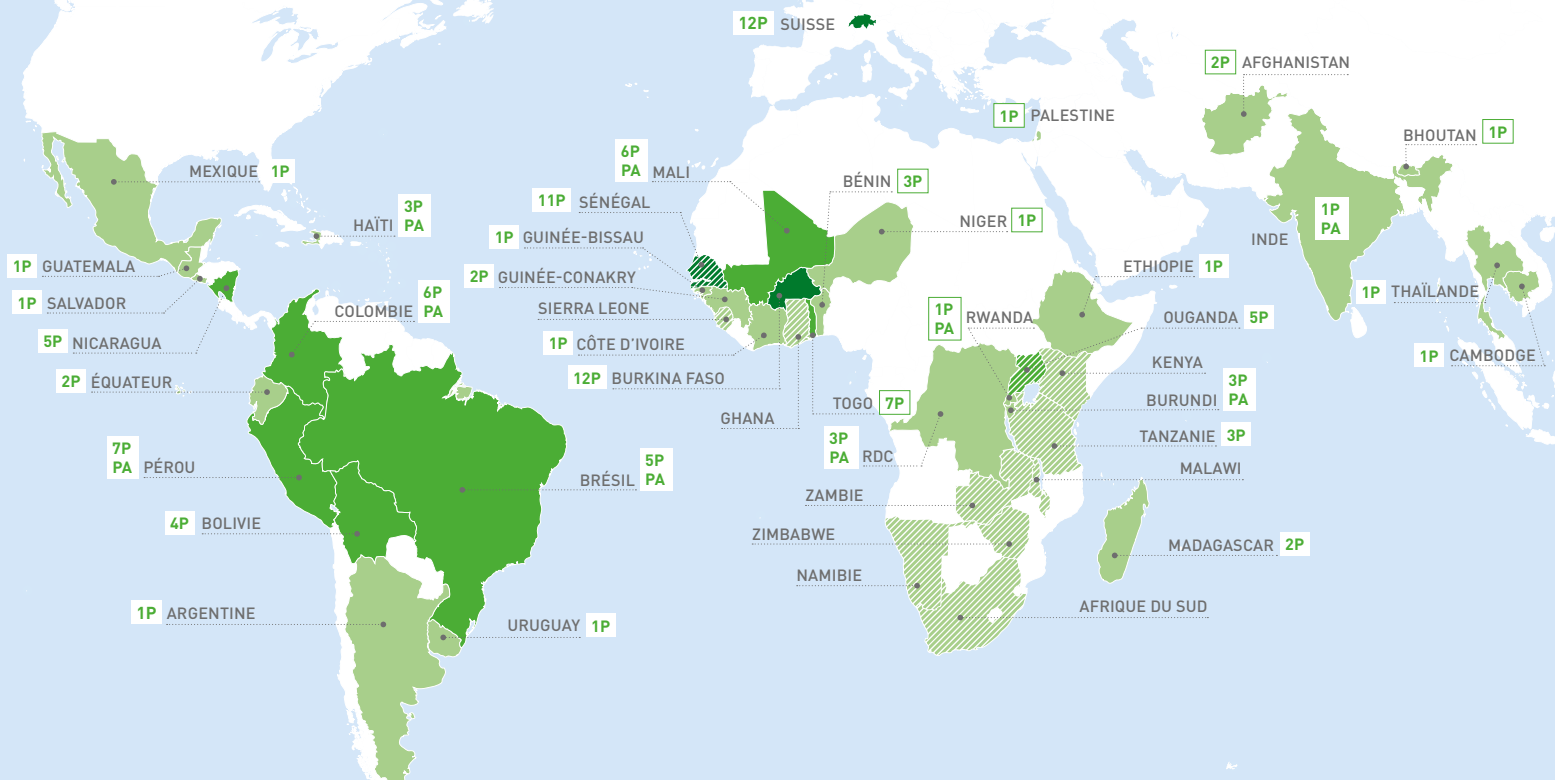 12P SUISSE
2P AFGHANISTAN
1P PALESTINE
BHOUTAN 1P
MEXIQUE 1P
6P
PA MALI
BÉNIN 3P
11P SÉNÉGAL
3P
HAÏTI PA
NIGER 1P
1P
PA
INDE
1P GUINÉE-BISSAU
1P GUATEMALA
2P GUINÉE-CONAKRY
ETHIOPIE 1P
1P THAÏLANDE
1P SALVADOR
6P
COLOMBIE PA
SIERRA LEONE
1P
PA RWANDA
OUGANDA 5P
5P NICARAGUA
1P CÔTE D'IVOIRE
1P CAMBODGE
KENYA
2P ÉQUATEUR
12P BURKINA FASO
3P
BURUNDI PA
TOGO 7P
GHANA
TANZANIE 3P
3P
PA RDC
7P
PA PÉROU
5P
BRÉSIL PA
MALAWI
ZAMBIE
4P BOLIVIE
ZIMBABWE
MADAGASCAR 2P
NAMIBIE
AFRIQUE DU SUD
1P ARGENTINE
URUGUAY 1P